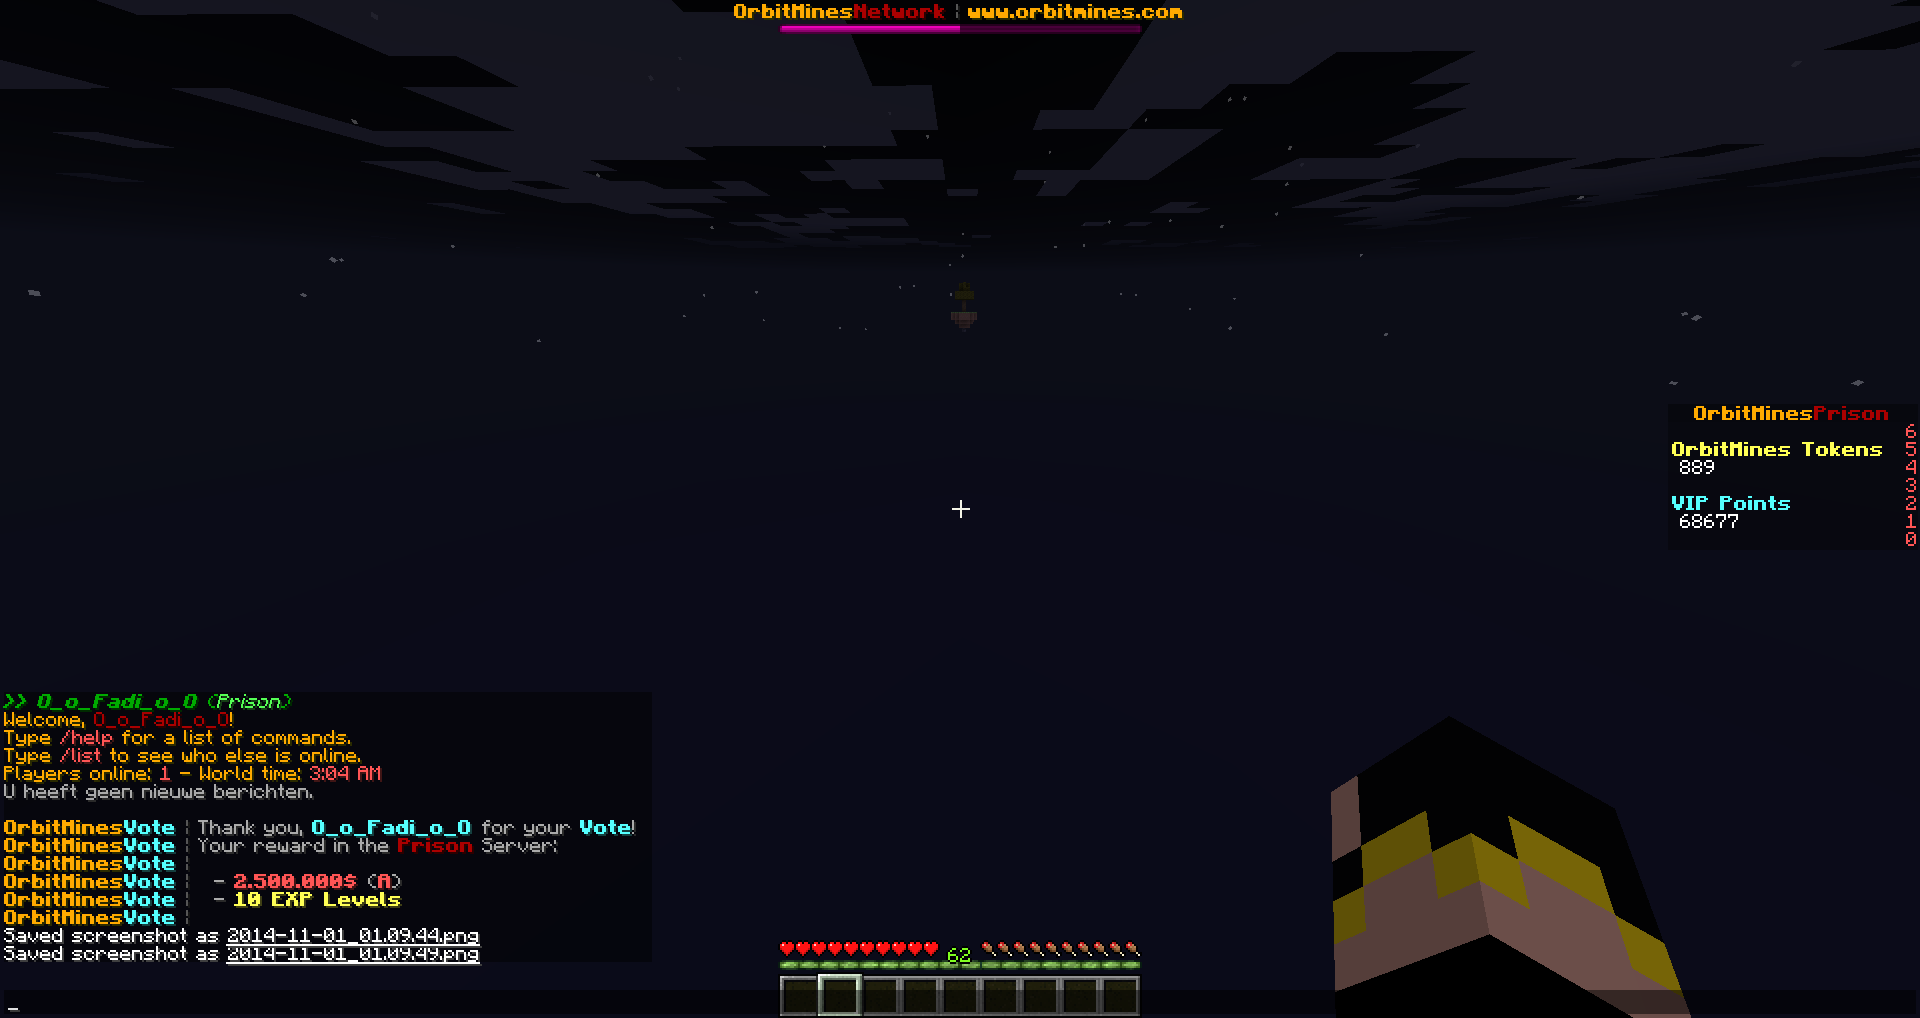 OrbitMinesNetwork | www.orbitmines.com
OrbitMinesPrison
6
OrbitMines Tokens 5
889 4
3
VIP Points 2
68677 1
0
>> O_o_Fadi_o_O (Prison)
Welcome, O_o_Fadi_o_O!
Type /help for a list of commands.
Type /list to see who else is online.
Players online: 1 - World time: 3:04 AM
U heeft geen nieuwe berichten.
OrbitMinesVote | Thank you, O_o_Fadi_o_O for your Vote!
OrbitMinesVote | Your reward in the Prison Server:
OrbitMinesVote |
OrbitMinesVote | - 2.500.000$ (A)
OrbitMinesVote | - 10 EXP Levels
OrbitMinesVote |
Saved screenshot as 2014-11-01_01.09.44.png
Saved screenshot as 2014-11-01_01.09.49.png
62
_